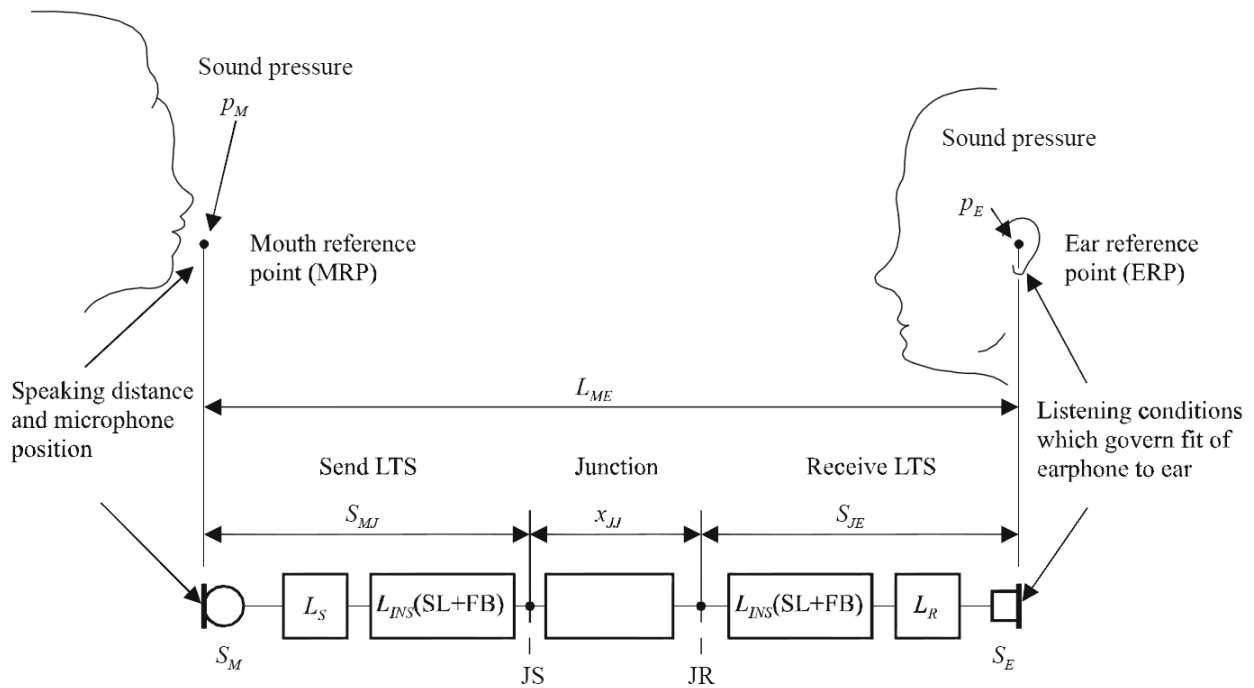 Sound pressure
p_M
Sound pressure
p_E
Mouth reference
point (MRP)
Ear reference
point (ERP)
Speaking distance
and microphone
position
L_ME
Listening conditions
which govern fit of
earphone to ear
Send LTS
Junction
Receive LTS
S_MJ
x_JJ
S_JE
L_S
L_INS(SL+FB)
L_INS(SL+FB)
L_R
S_M
JS
JR
S_E